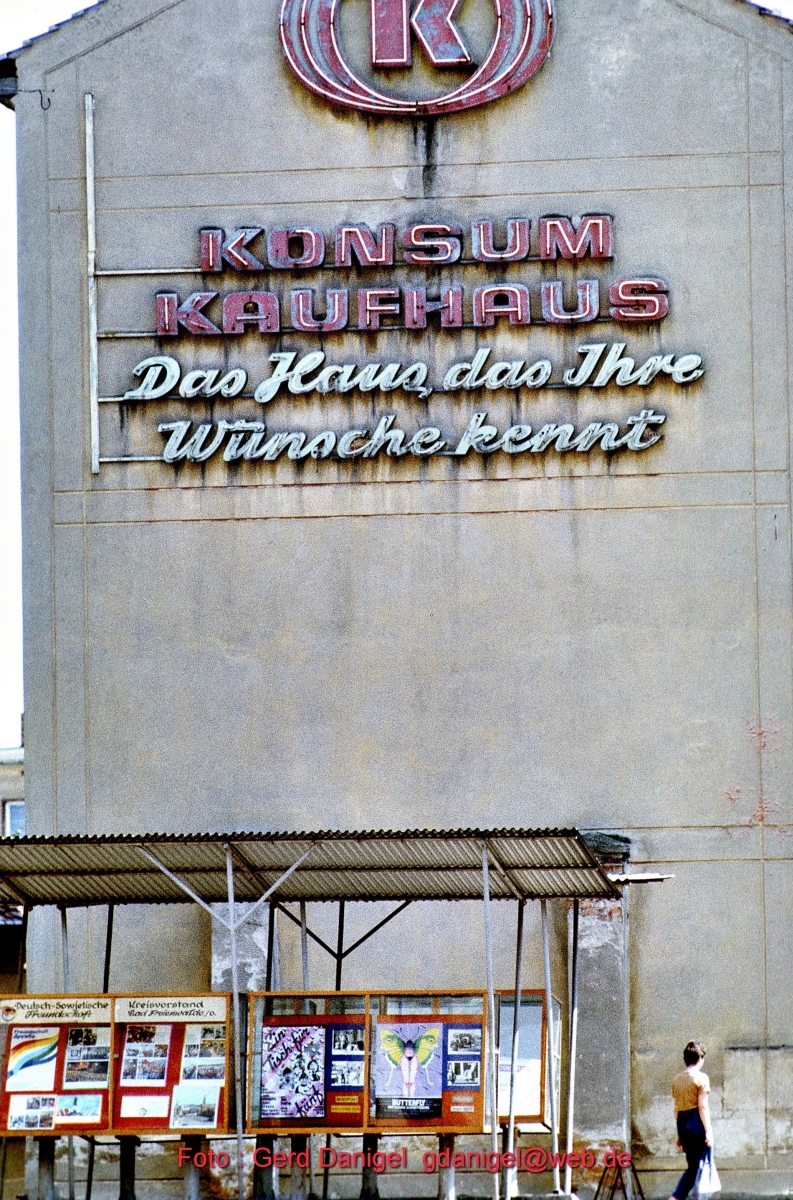 K
KONSUM
KAUFHAUS
Das Haus, das Ihre
Wünsche kennt
Deutsch-Sowjetische
Freundschaft
Kreisvorstand
Bad Freienwalde/O.
BUTTERFLY
Foto : Gerd Danigel gdanigel@web.de